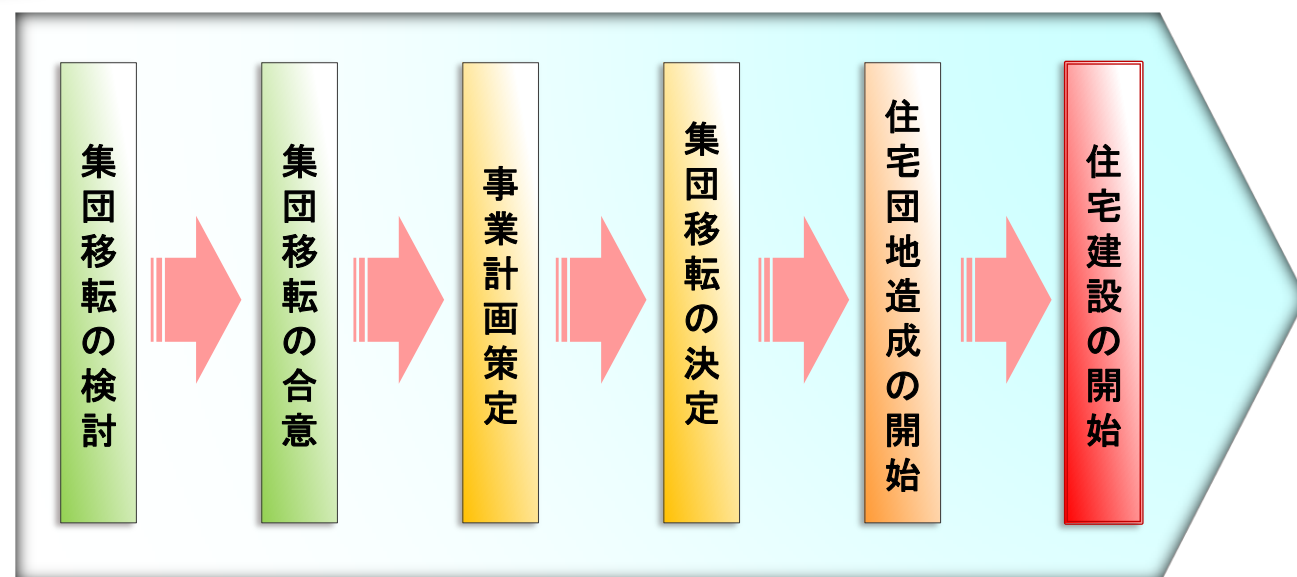 集団移転の検討
集団移転の合意
事業計画策定
集団移転の決定
住宅団地造成の開始
住宅建設の開始